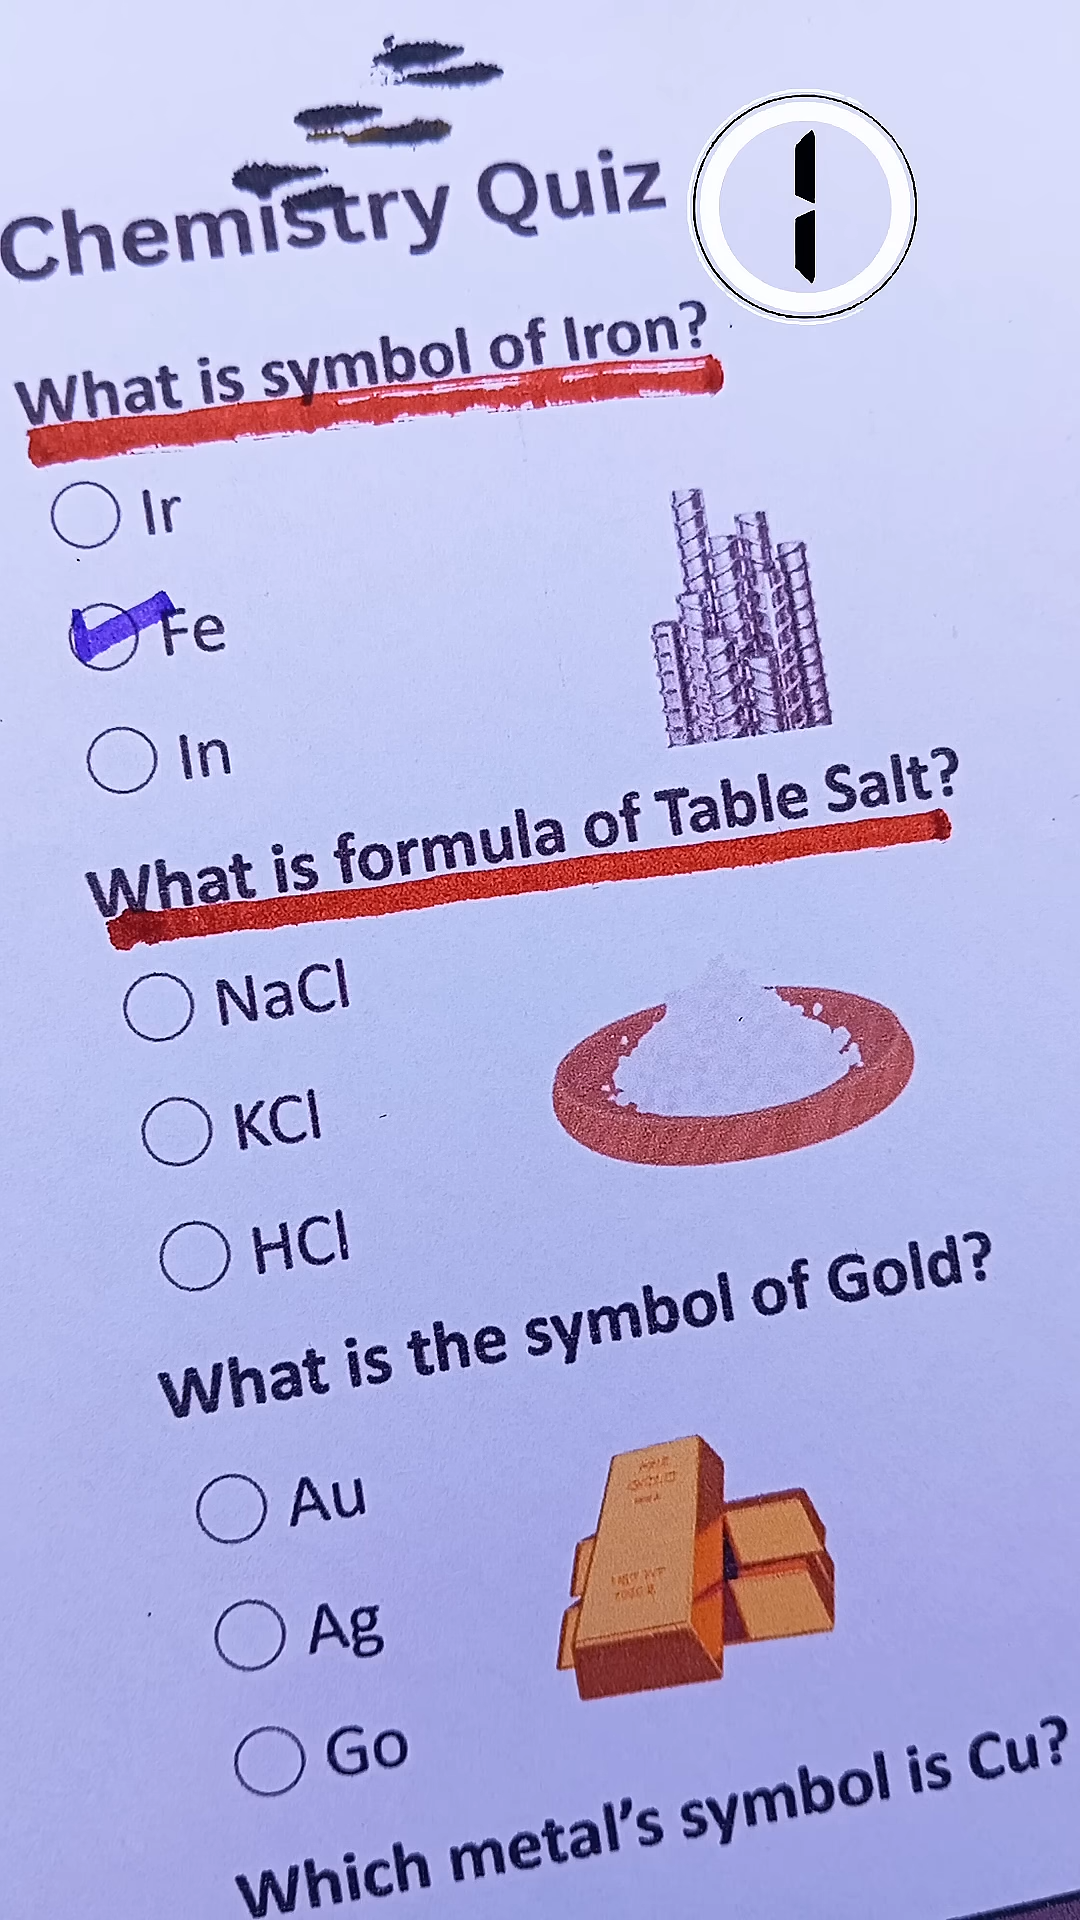 Chemistry Quiz
1
What is symbol of Iron?
Ir
Fe
In
What is formula of Table Salt?
NaCl
KCl
HCl
What is the symbol of Gold?
Au
Ag
Go
Which metal's symbol is Cu?